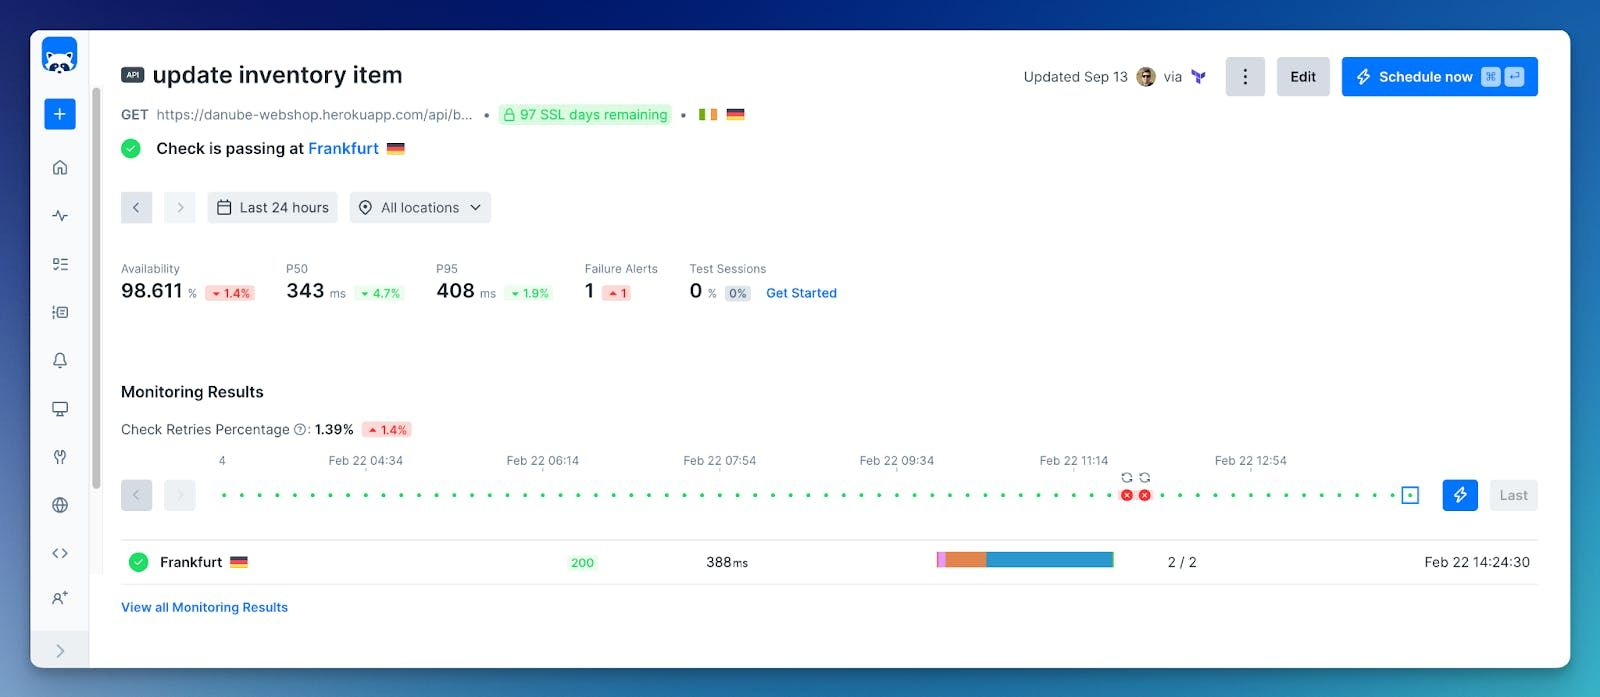 API update inventory item
Updated Sep 13 via
Edit
Schedule now ⌘ ↵
GET https://danube-webshop.herokuapp.com/api/b... • 97 SSL days remaining •
Check is passing at Frankfurt
Last 24 hours
All locations
Availability P50 P95 Failure Alerts Test Sessions
98.611 % 1.4% 343 ms 4.7% 408 ms 1.9% 1 1 0 % 0% Get Started
Monitoring Results
Check Retries Percentage ?: 1.39% 1.4%
4 Feb 22 04:34 Feb 22 06:14 Feb 22 07:54 Feb 22 09:34 Feb 22 11:14 Feb 22 12:54
Last
Frankfurt 200 388ms 2 / 2 Feb 22 14:24:30
View all Monitoring Results